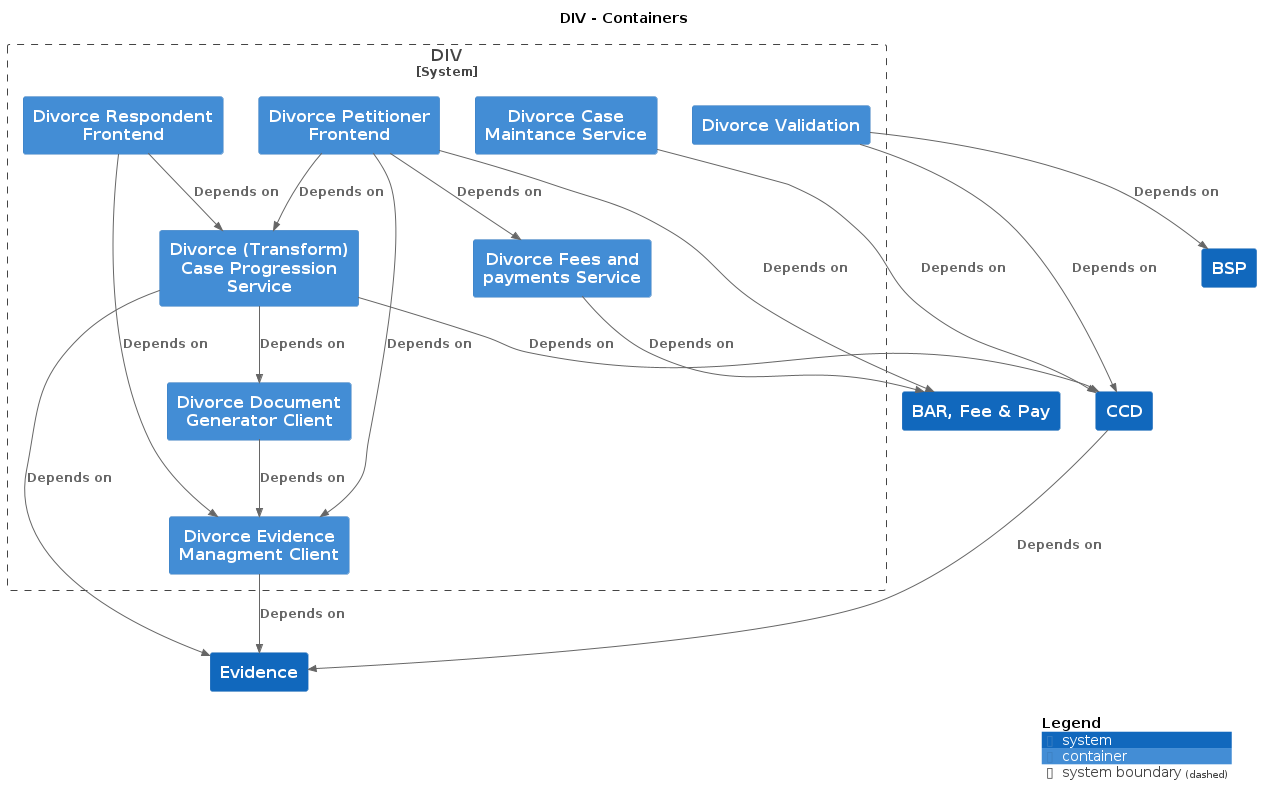 DIV - Containers
DIV
[System]
Divorce Respondent
Frontend
Divorce Petitioner
Frontend
Divorce Case
Maintance Service
Divorce Validation
Depends on
Depends on
Depends on
Depends on
Divorce (Transform)
Case Progression
Service
Divorce Fees and
payments Service
Depends on
Depends on
Depends on
BSP
Depends on
Depends on
Depends on
Depends on
Depends on
Divorce Document
Generator Client
BAR, Fee & Pay
CCD
Depends on
Depends on
Divorce Evidence
Managment Client
Depends on
Depends on
Evidence
Legend
system
container
system boundary (dashed)